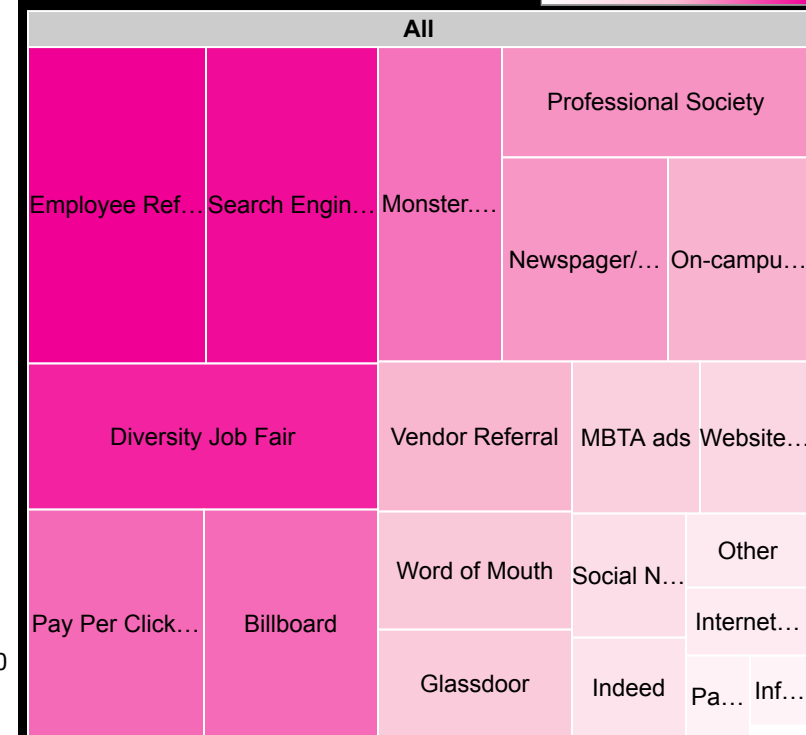 All
Employee Ref…
Search Engin…
Monster.…
Professional Society
Newspager/…
On-campu…
Diversity Job Fair
Vendor Referral
MBTA ads
Website…
Pay Per Click…
Billboard
Word of Mouth
Social N…
Other
Internet…
Glassdoor
Indeed
Pa…
Inf…
0